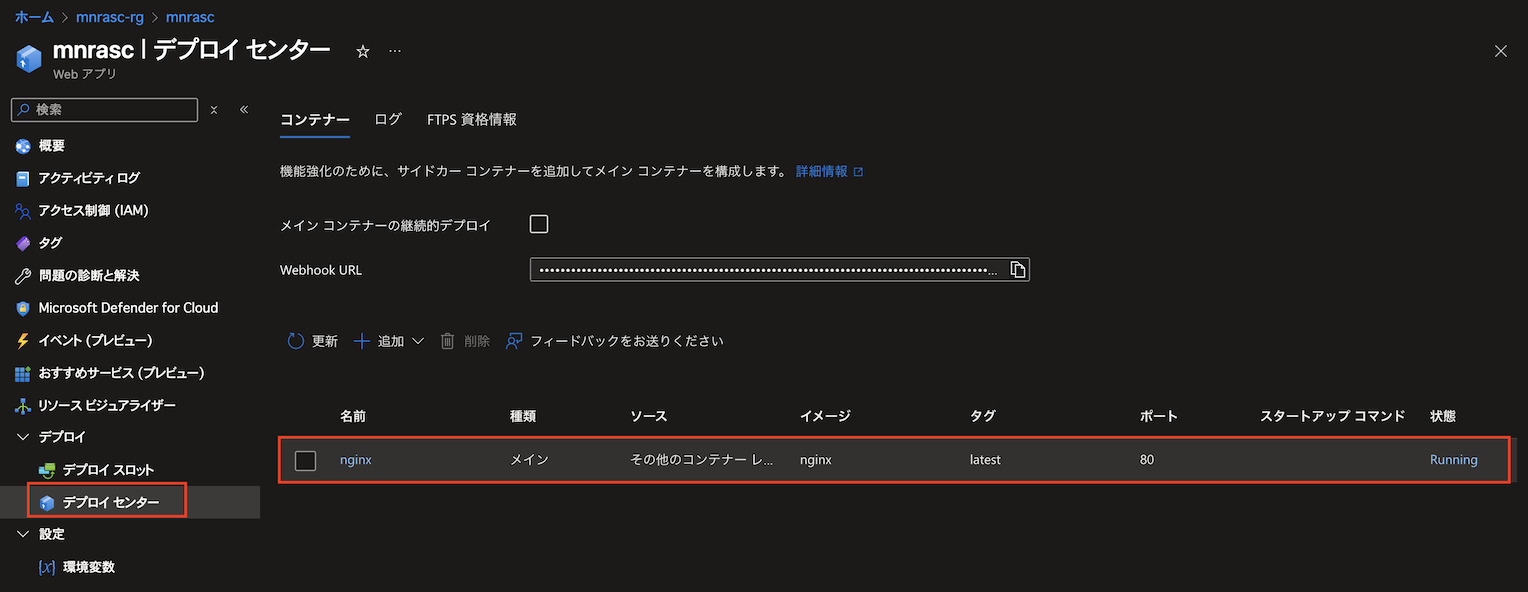 ホーム > mnrasc-rg > mnrasc
mnrasc | デプロイ センター ☆ …
Web アプリ
検索
概要
アクティビティ ログ
アクセス制御 (IAM)
タグ
問題の診断と解決
Microsoft Defender for Cloud
イベント (プレビュー)
おすすめサービス (プレビュー)
リソース ビジュアライザー
デプロイ
デプロイ スロット
デプロイ センター
設定
環境変数
コンテナー ログ FTPS 資格情報
機能強化のために、サイドカー コンテナーを追加してメイン コンテナーを構成します。 詳細情報
メイン コンテナーの継続的デプロイ
Webhook URL
更新 追加 削除 フィードバックをお送りください
名前 種類 ソース イメージ タグ ポート スタートアップ コマンド 状態
nginx メイン その他のコンテナー レ... nginx latest 80 Running